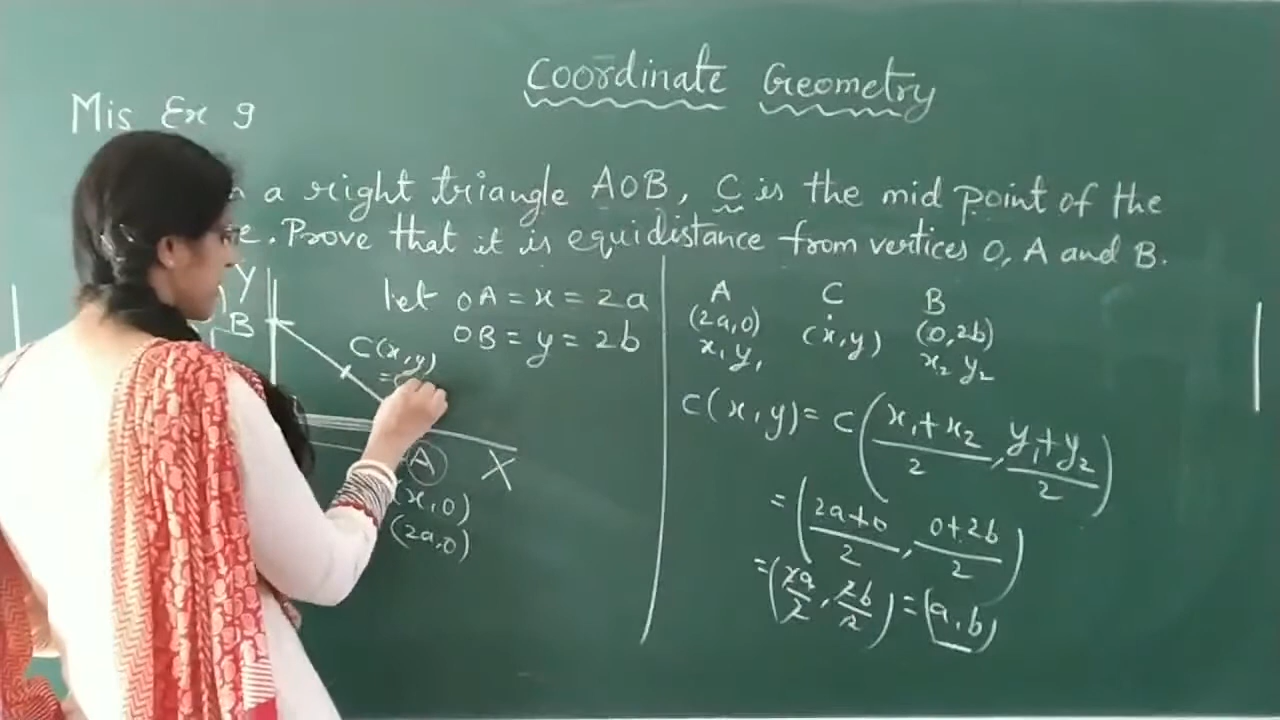 Coordinate Geometry
Mis Ex 9
a right triangle AOB, C is the mid point of the
Prove that it is equidistance from vertices O, A and B.
Y
B
C(x,y)
=(
A
X
(x,0)
(2a,0)
let OA = x = 2a
OB = y = 2b
A C B
(2a,0) (x,y) (0,2b)
x₁ y₁ x₂ y₂
C(x,y) = C((x₁+x₂)/2, (y₁+y₂)/2)
= ((2a+0)/2, (0+2b)/2)
= (2a/2, 2b/2) = (a,b)